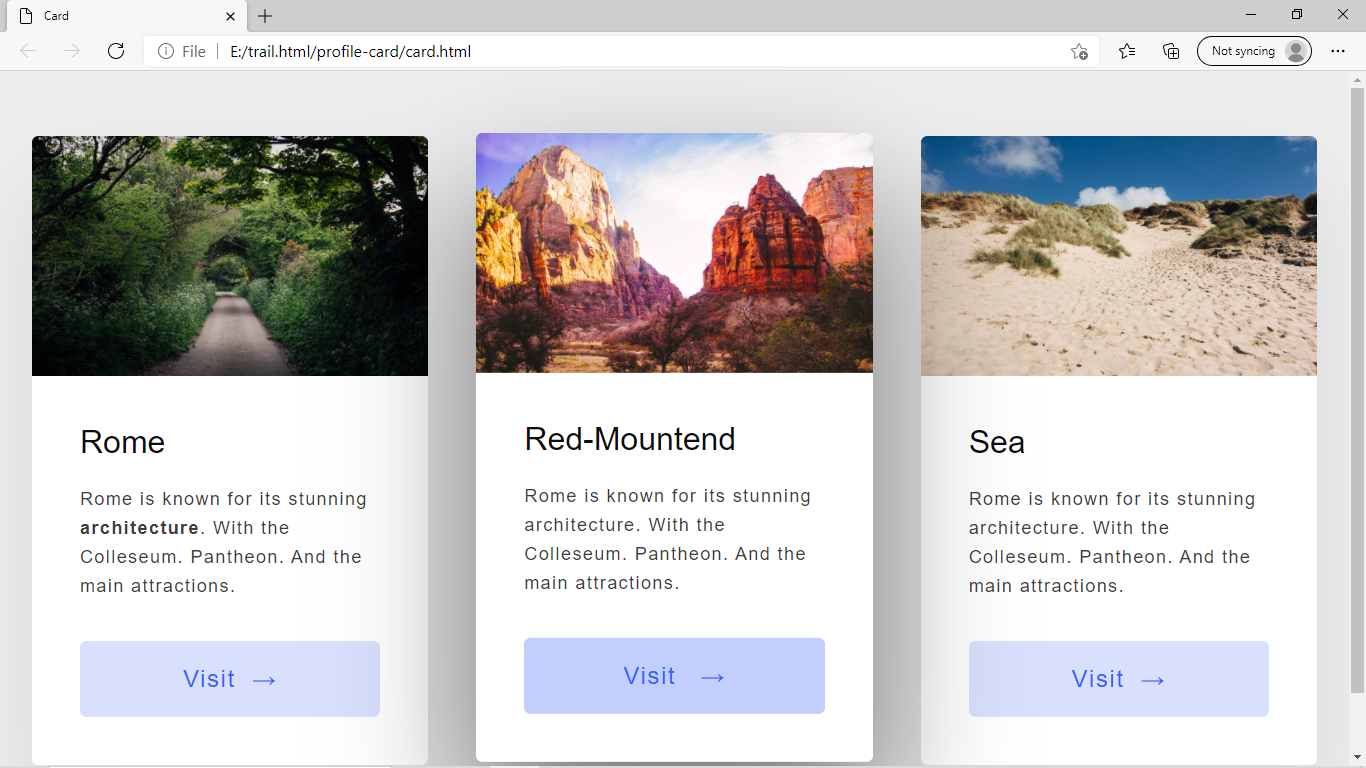 Card
File
E:/trail.html/profile-card/card.html
Not syncing
Rome
Rome is known for its stunning
architecture. With the
Colleseum. Pantheon. And the
main attractions.
Visit →
Red-Mountend
Rome is known for its stunning
architecture. With the
Colleseum. Pantheon. And the
main attractions.
Visit →
Sea
Rome is known for its stunning
architecture. With the
Colleseum. Pantheon. And the
main attractions.
Visit →